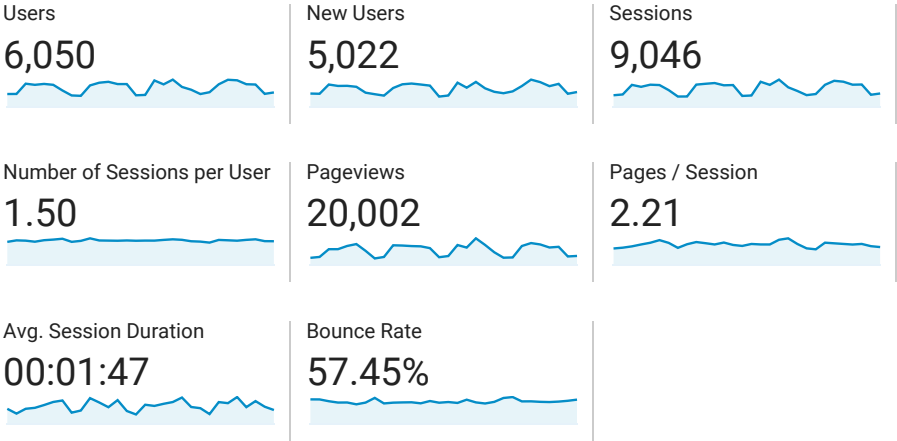 Users
New Users
Sessions
6,050
5,022
9,046
Number of Sessions per User
Pageviews
Pages / Session
1.50
20,002
2.21
Avg. Session Duration
Bounce Rate
00:01:47
57.45%